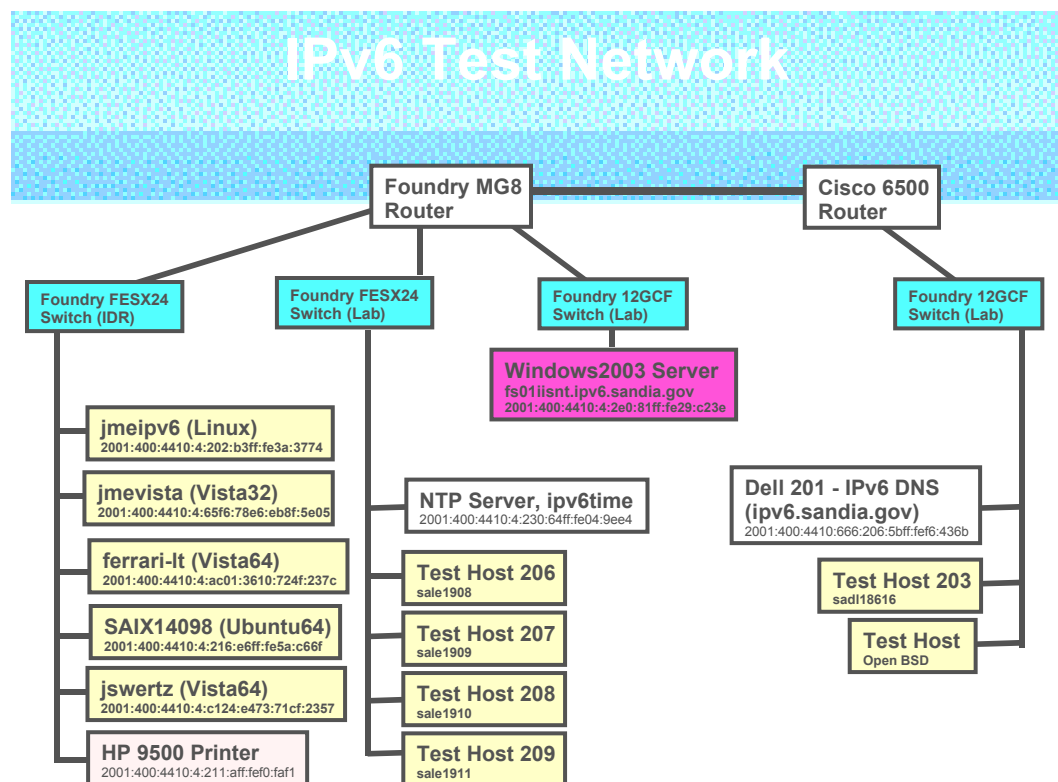 IPv6 Test Network
Foundry MG8
Router
Cisco 6500
Router
Foundry FESX24
Switch (IDR)
Foundry FESX24
Switch (Lab)
Foundry 12GCF
Switch (Lab)
Foundry 12GCF
Switch (Lab)
Windows2003 Server
fs01iisnt.ipv6.sandia.gov
2001:400:4410:4:2e0:81ff:fe29:c23e
jmeipv6 (Linux)
2001:400:4410:4:202:b3ff:fe3a:3774
jmevista (Vista32)
2001:400:4410:4:65f6:78e6:eb8f:5e05
ferrari-lt (Vista64)
2001:400:4410:4:ac01:3610:724f:237c
SAIX14098 (Ubuntu64)
2001:400:4410:4:216:e6ff:fe5a:c66f
jswertz (Vista64)
2001:400:4410:4:c124:e473:71cf:2357
HP 9500 Printer
2001:400:4410:4:211:aff:fef0:faf1
NTP Server, ipv6time
2001:400:4410:4:230:64ff:fe04:9ee4
Test Host 206
sale1908
Test Host 207
sale1909
Test Host 208
sale1910
Test Host 209
sale1911
Dell 201 - IPv6 DNS
(ipv6.sandia.gov)
2001:400:4410:666:206:5bff:fef6:436b
Test Host 203
sadl18616
Test Host
Open BSD